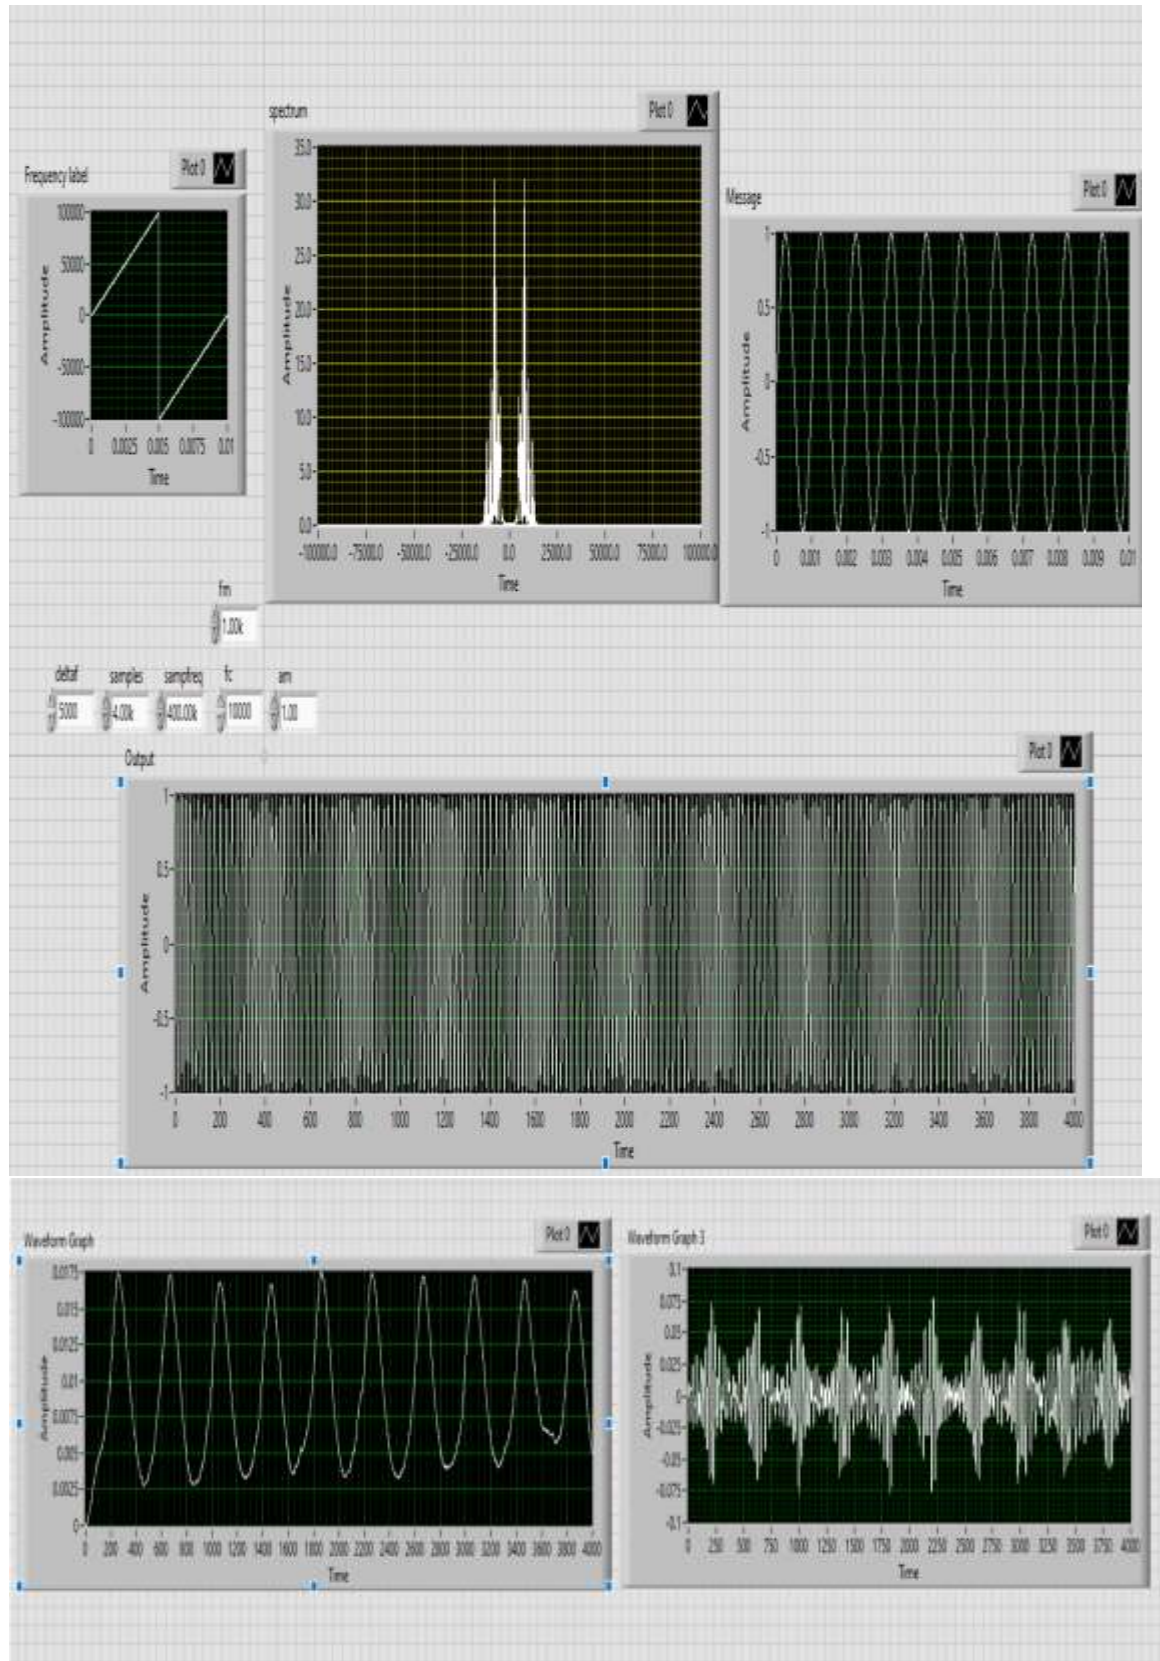 spectrum
Plot 0
35.0
30.0
25.0
20.0
15.0
10.0
5.0
0.0
Amplitude
-100000.0 -75000.0 -50000.0 -25000.0 0.0 25000.0 50000.0 75000.0 100000.0
Time
Frequency label
Plot 0
100000
50000
0
-50000
-100000
Amplitude
0 0.0025 0.005 0.0075 0.01
Time
Message
Plot 0
1
0.5
0
-0.5
-1
Amplitude
0 0.001 0.002 0.003 0.004 0.005 0.006 0.007 0.008 0.009 0.01
Time
fm
1.00k
deltaf samples sampfreq fc am
5000 4.00k 400.00k 10000 1.00
Output
Plot 0
1
0.5
0
-0.5
-1
Amplitude
0 200 400 600 800 1000 1200 1400 1600 1800 2000 2200 2400 2600 2800 3000 3200 3400 3600 3800 4000
Time
Waveform Graph
Plot 0
0.0175
0.015
0.0125
0.01
0.0075
0.005
0.0025
0
Amplitude
0 200 400 600 800 1000 1200 1400 1600 1800 2000 2200 2400 2600 2800 3000 3200 3400 3600 3800 4000
Time
Waveform Graph 3
Plot 0
0.1
0.075
0.05
0.025
0
-0.025
-0.05
-0.075
-0.1
Amplitude
0 250 500 750 1000 1250 1500 1750 2000 2250 2500 2750 3000 3250 3500 3750 4000
Time